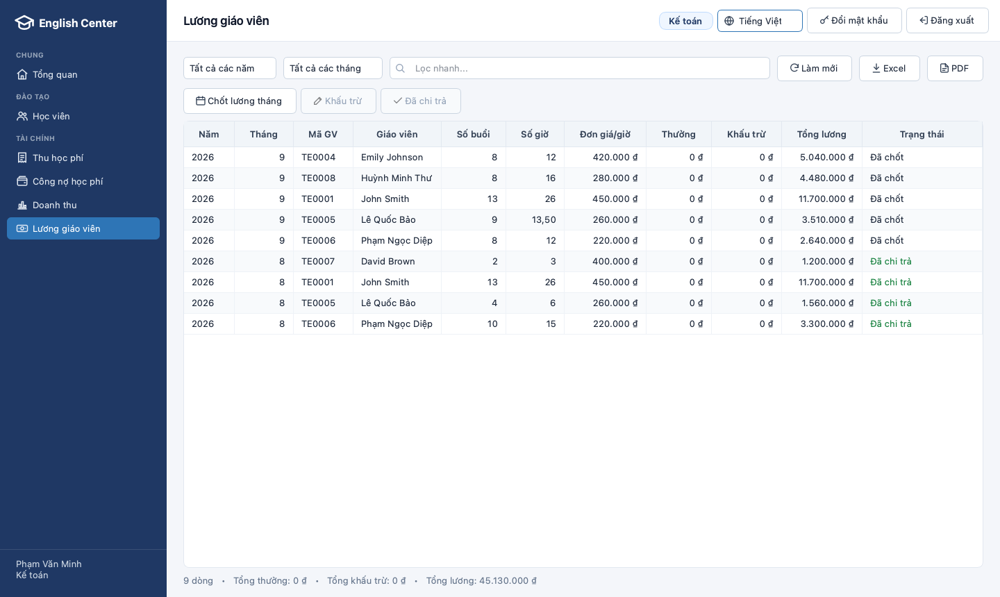 English Center
CHUNG
Tổng quan
ĐÀO TẠO
Học viên
TÀI CHÍNH
Thu học phí
Công nợ học phí
Doanh thu
Lương giáo viên
Phạm Văn Minh
Kế toán
Lương giáo viên
Kế toán
Tiếng Việt
Đổi mật khẩu
Đăng xuất
Tất cả các năm
Tất cả các tháng
Lọc nhanh...
Làm mới
Excel
PDF
Chốt lương tháng
Khấu trừ
Đã chi trả
Năm Tháng Mã GV Giáo viên Số buổi Số giờ Đơn giá/giờ Thưởng Khấu trừ Tổng lương Trạng thái
2026 9 TE0004 Emily Johnson 8 12 420.000 ₫ 0 ₫ 0 ₫ 5.040.000 ₫ Đã chốt
2026 9 TE0008 Huỳnh Minh Thư 8 16 280.000 ₫ 0 ₫ 0 ₫ 4.480.000 ₫ Đã chốt
2026 9 TE0001 John Smith 13 26 450.000 ₫ 0 ₫ 0 ₫ 11.700.000 ₫ Đã chốt
2026 9 TE0005 Lê Quốc Bảo 9 13,50 260.000 ₫ 0 ₫ 0 ₫ 3.510.000 ₫ Đã chốt
2026 9 TE0006 Phạm Ngọc Diệp 8 12 220.000 ₫ 0 ₫ 0 ₫ 2.640.000 ₫ Đã chốt
2026 8 TE0007 David Brown 2 3 400.000 ₫ 0 ₫ 0 ₫ 1.200.000 ₫ Đã chi trả
2026 8 TE0001 John Smith 13 26 450.000 ₫ 0 ₫ 0 ₫ 11.700.000 ₫ Đã chi trả
2026 8 TE0005 Lê Quốc Bảo 4 6 260.000 ₫ 0 ₫ 0 ₫ 1.560.000 ₫ Đã chi trả
2026 8 TE0006 Phạm Ngọc Diệp 10 15 220.000 ₫ 0 ₫ 0 ₫ 3.300.000 ₫ Đã chi trả
9 dòng • Tổng thưởng: 0 ₫ • Tổng khấu trừ: 0 ₫ • Tổng lương: 45.130.000 ₫